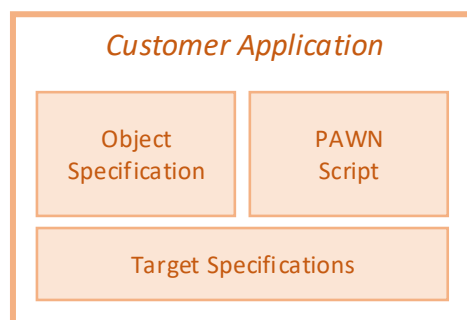 Customer Application
Object
Specification
PAWN
Script
Target Specifications